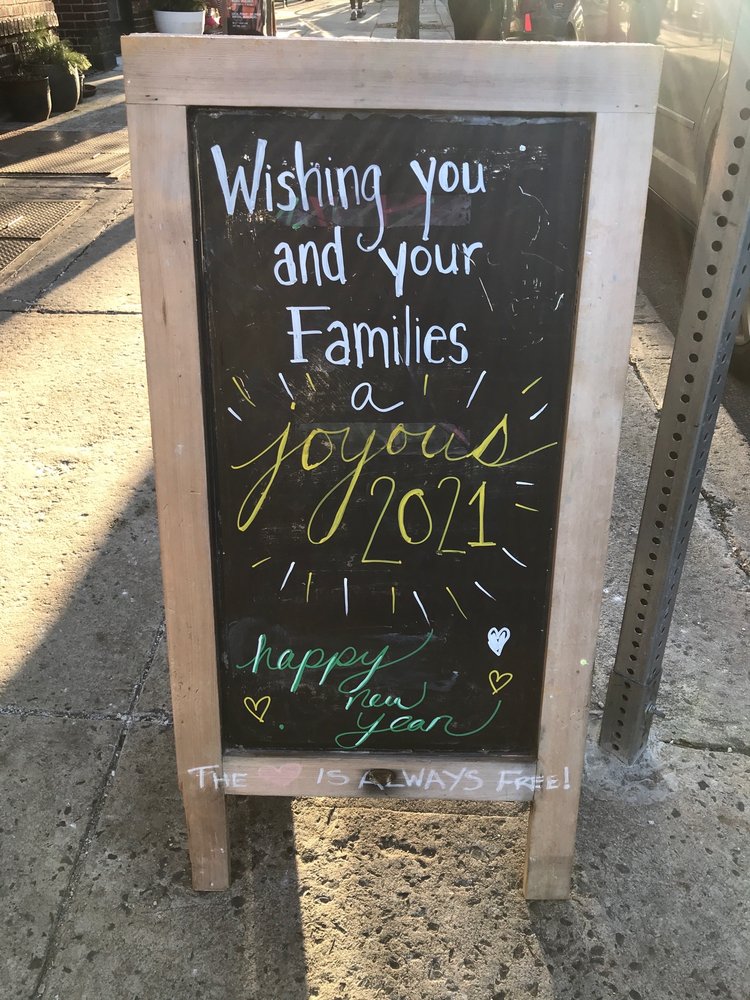 Wishing you
and your
Families
a
joyous
2021
happy
new
year
THE ♥ IS ALWAYS FREE!